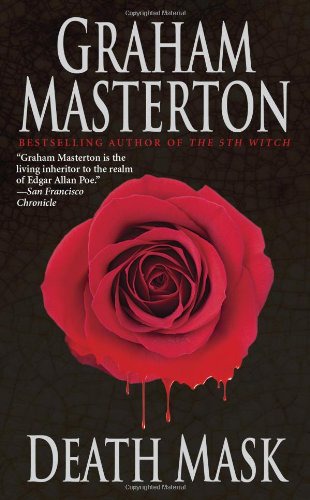 GRAHAM
MASTERTON
BESTSELLING AUTHOR OF THE 5TH WITCH
“Graham Masterton is the
living inheritor to the realm
of Edgar Allan Poe.”
—San Francisco
Chronicle
DEATH MASK